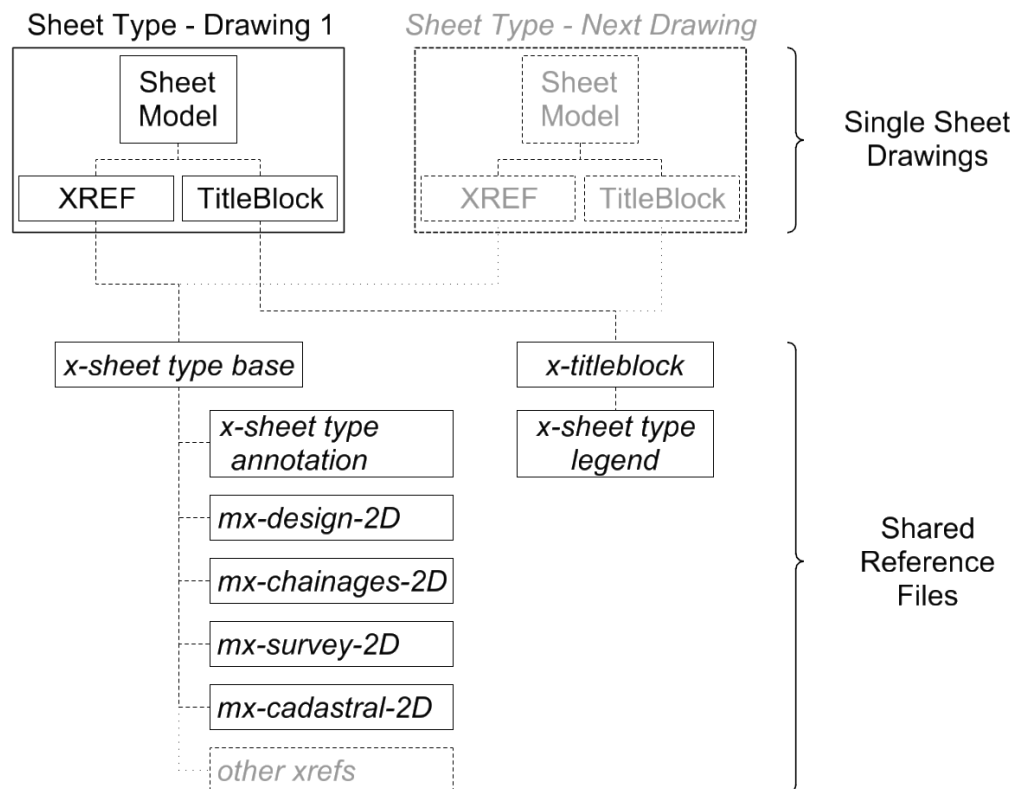 Sheet Type - Drawing 1
Sheet
Model
XREF
TitleBlock
Sheet Type - Next Drawing
Sheet
Model
XREF
TitleBlock
Single Sheet
Drawings
x-sheet type base
x-sheet type
annotation
mx-design-2D
mx-chainages-2D
mx-survey-2D
mx-cadastral-2D
other xrefs
x-titleblock
x-sheet type
legend
Shared
Reference
Files